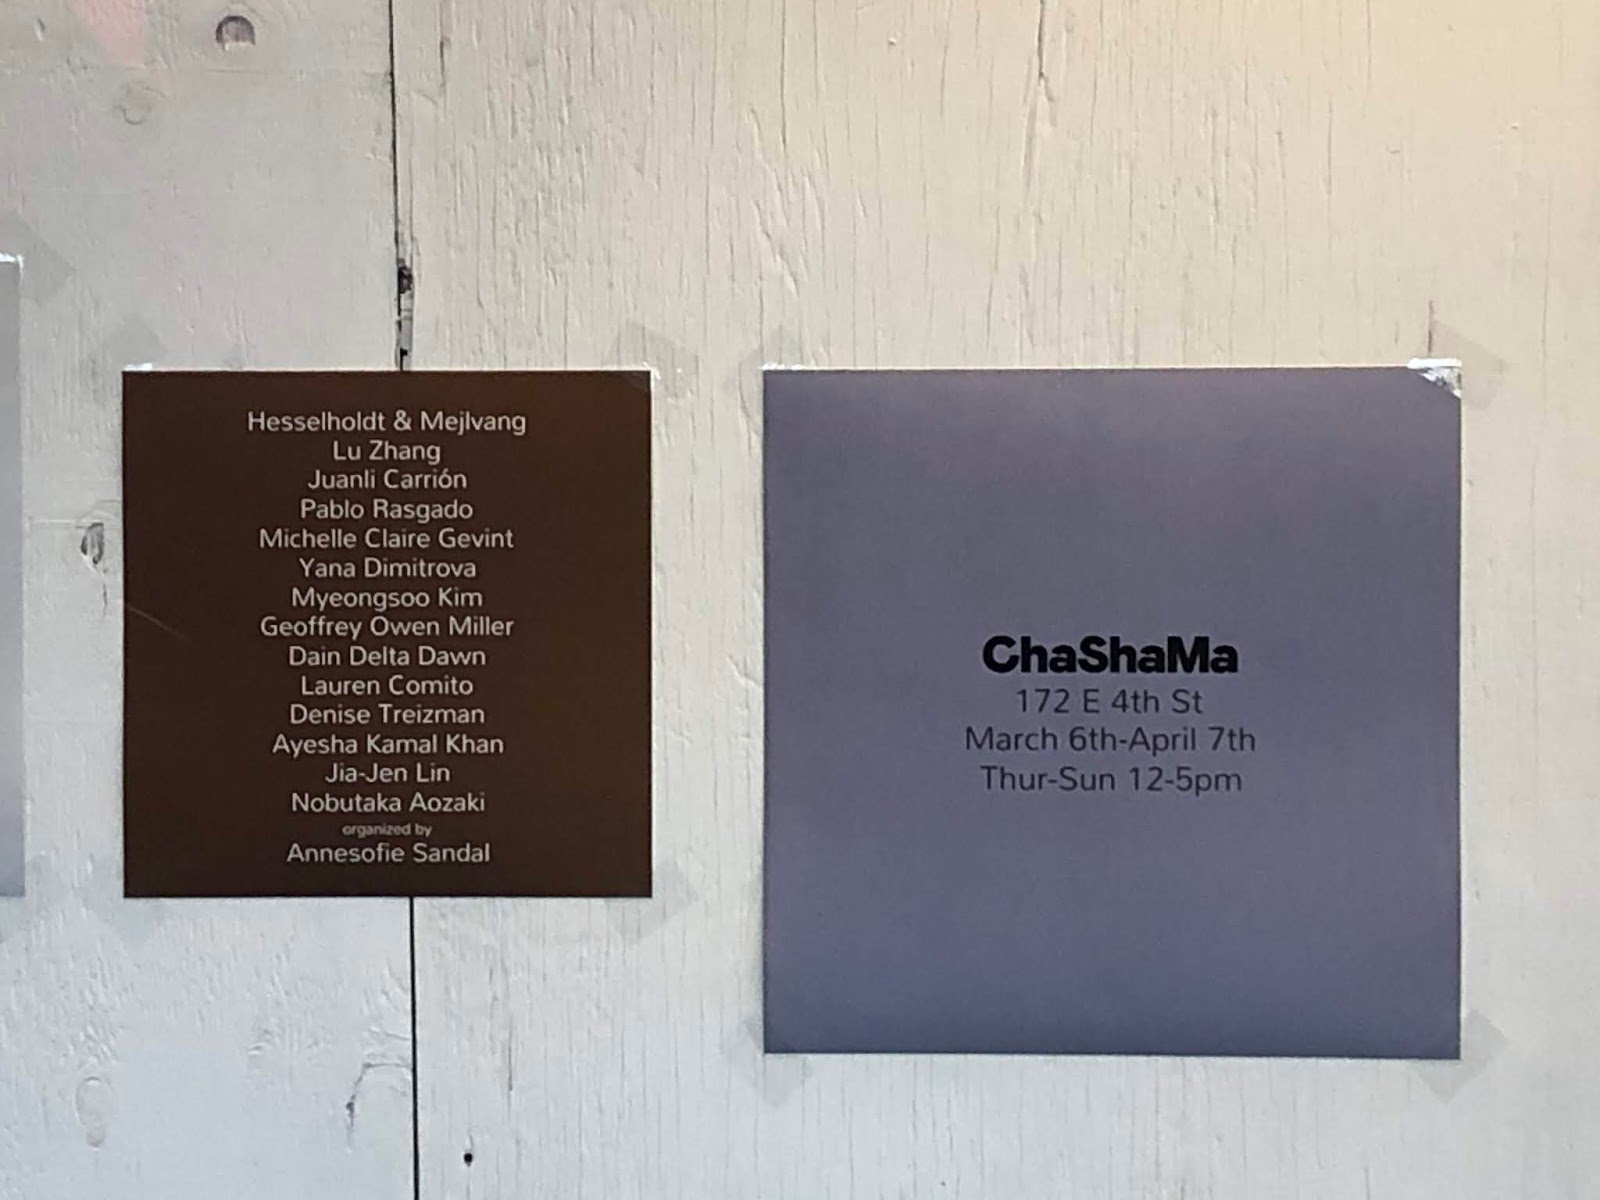 Hesselholdt & Mejlvang
Lu Zhang
Juanli Carrión
Pablo Rasgado
Michelle Claire Gevint
Yana Dimitrova
Myeongsoo Kim
Geoffrey Owen Miller
Dain Delta Dawn
Lauren Comito
Denise Treizman
Ayesha Kamal Khan
Jia-Jen Lin
Nobutaka Aozaki
organized by
Annesofie Sandal
ChaShaMa
172 E 4th St
March 6th-April 7th
Thur-Sun 12-5pm